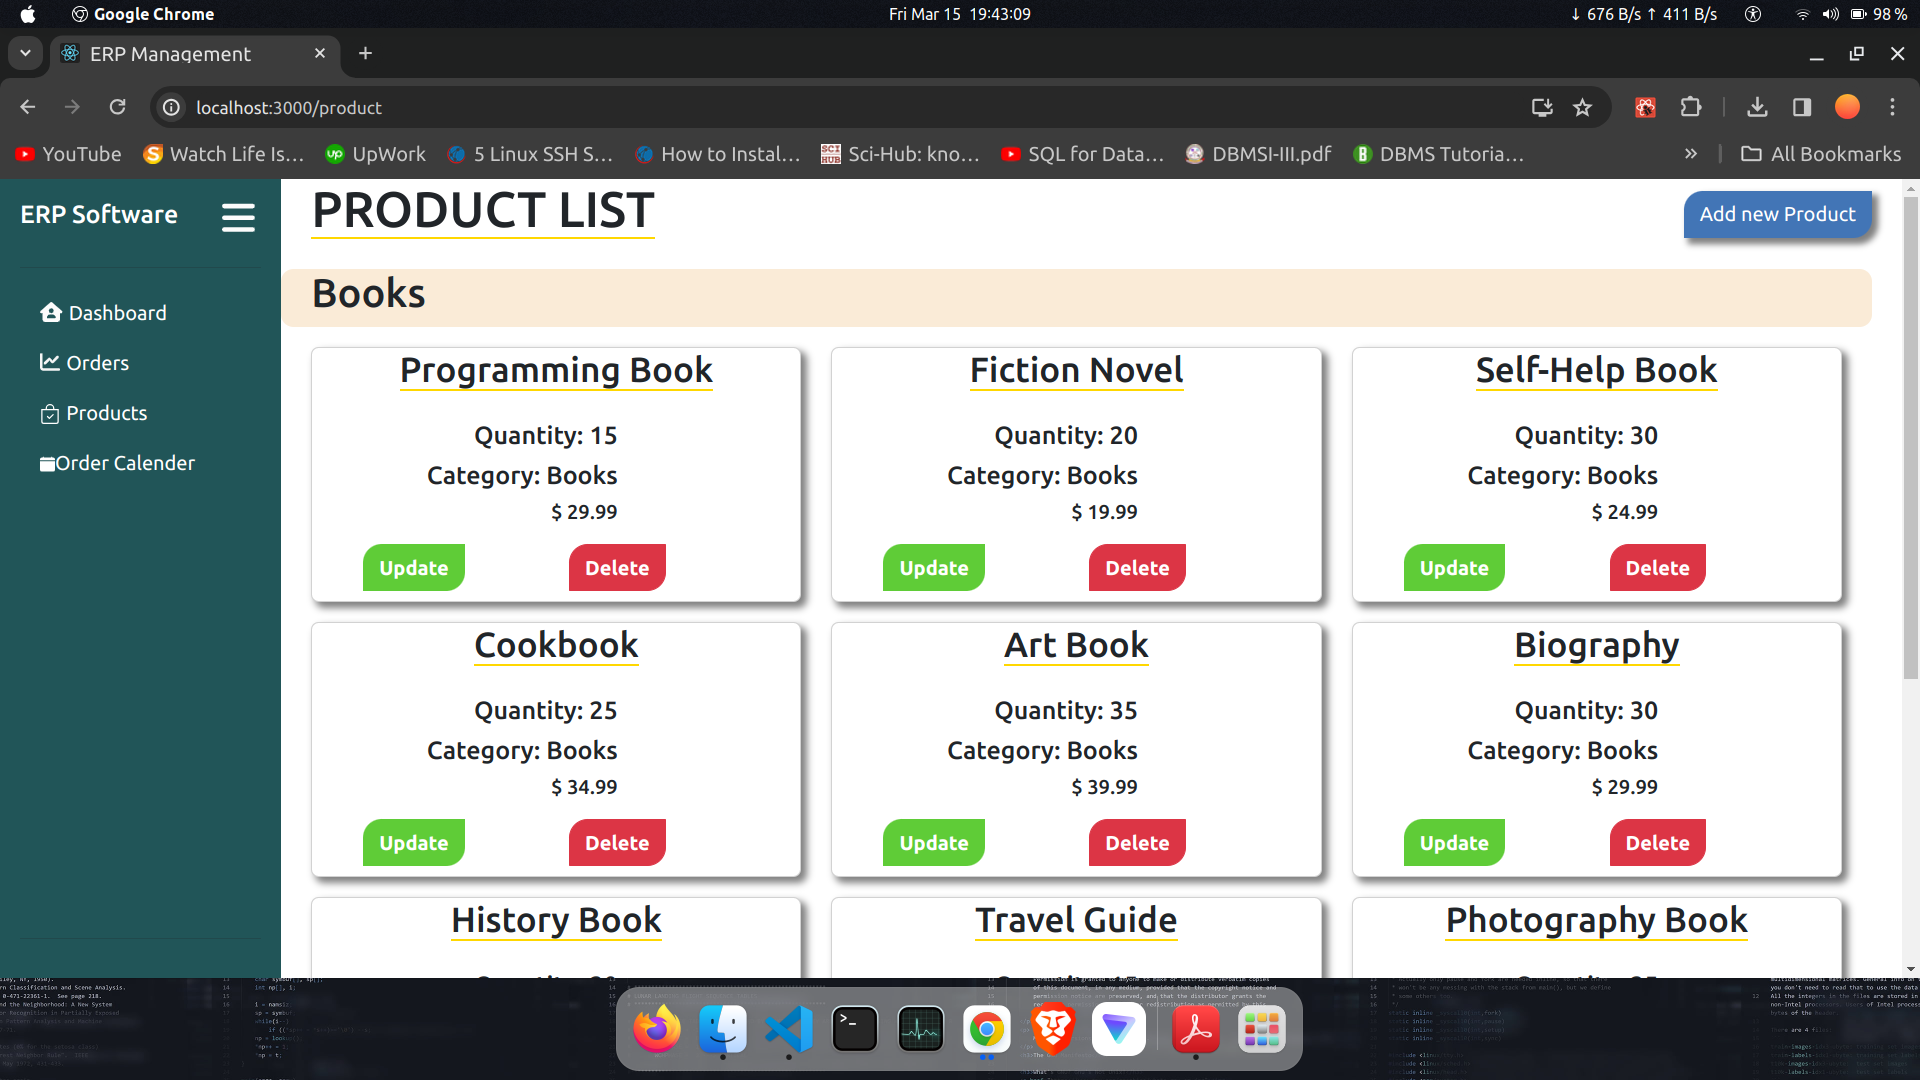 Google Chrome
Fri Mar 15 19:43:09
↓ 676 B/s ↑ 411 B/s
98 %
ERP Management
localhost:3000/product
YouTube
Watch Life Is...
UpWork
5 Linux SSH S...
How to Instal...
Sci-Hub: kno...
SQL for Data...
DBMSI-III.pdf
DBMS Tutoria...
All Bookmarks
ERP Software
Dashboard
Orders
Products
Order Calender
PRODUCT LIST
Add new Product
Books
Programming Book
Quantity: 15
Category: Books
$ 29.99
Update
Delete
Fiction Novel
Quantity: 20
Category: Books
$ 19.99
Update
Delete
Self-Help Book
Quantity: 30
Category: Books
$ 24.99
Update
Delete
Cookbook
Quantity: 25
Category: Books
$ 34.99
Update
Delete
Art Book
Quantity: 35
Category: Books
$ 39.99
Update
Delete
Biography
Quantity: 30
Category: Books
$ 29.99
Update
Delete
History Book
Travel Guide
Photography Book